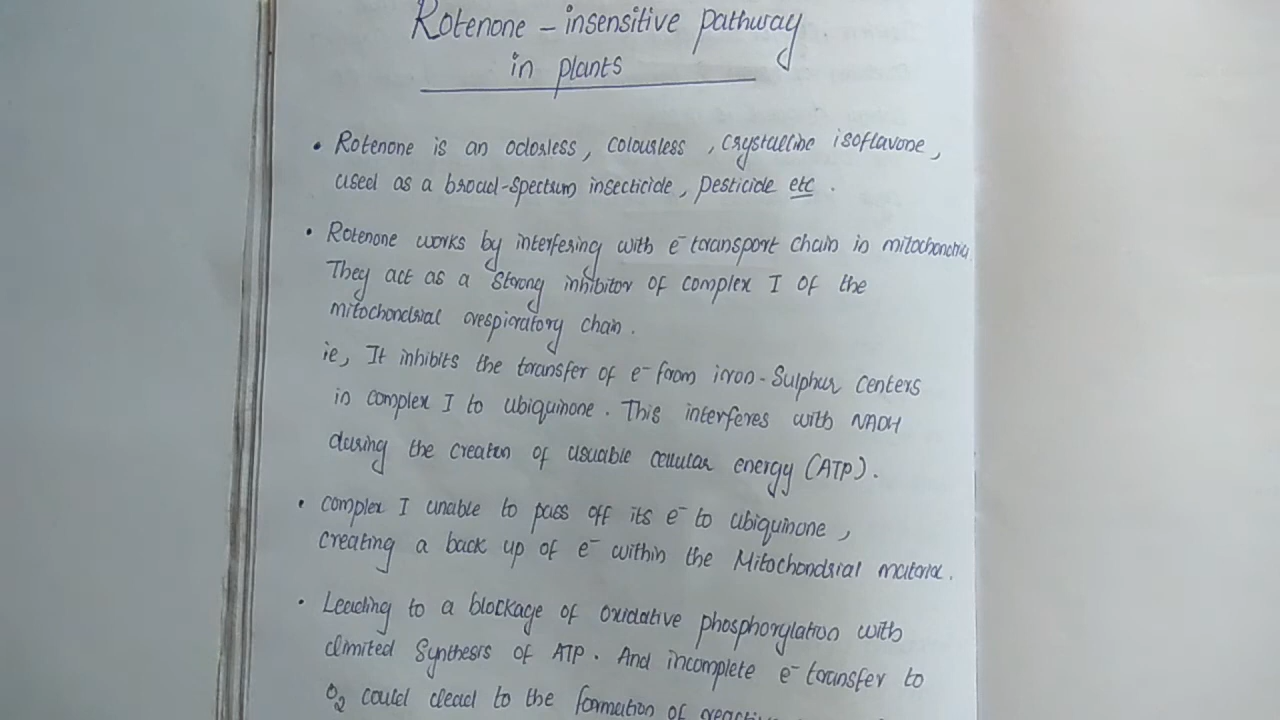 Rotenone - insensitive pathway
in plants
• Rotenone is an odorless, colourless, crystalline isoflavone,
used as a broad-spectrum insecticide, pesticide etc.
• Rotenone works by interfering with e⁻ transport chain in mitochondria
They act as a strong inhibitor of complex I of the
mitochondrial respiratory chain.
ie, It inhibits the transfer of e⁻ from iron-Sulphur centers
in complex I to ubiquinone. This interferes with NADH
during the creation of usuable cellular energy (ATP).
• complex I unable to pass off its e⁻ to ubiquinone,
creating a back up of e⁻ within the Mitochondrial matrix.
• Leading to a blockage of oxidative phosphorylation with
limited Synthesis of ATP. And incomplete e⁻ transfer to
O₂ could lead to the formation of